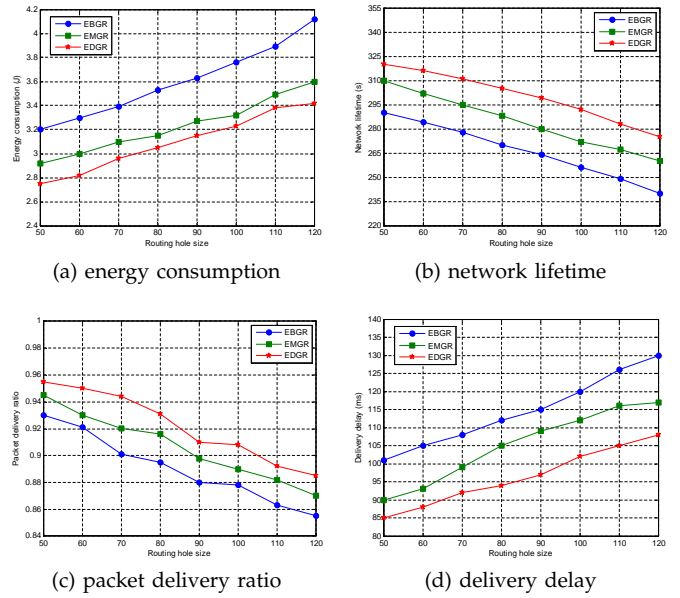 4.2
4
3.8
3.6
3.4
3.2
3
2.8
2.6
2.4
Energy consumption (J)
EBGR
EMGR
EDGR
50 60 70 80 90 100 110 120
Routing hole size
(a) energy consumption
365
350
335
320
310
295
280
265
250
235
220
Network lifetime (s)
EBGR
EMGR
EDGR
50 60 70 80 90 100 110 120
Routing hole size
(b) network lifetime
1
0.98
0.96
0.94
0.92
0.9
0.88
0.86
0.84
Packet delivery ratio
EBGR
EMGR
EDGR
50 60 70 80 90 100 110 120
Routing hole size
(c) packet delivery ratio
140
135
130
125
120
115
110
105
100
95
90
85
80
Delivery delay (ms)
EBGR
EMGR
EDGR
50 60 70 80 90 100 110 120
Routing hole size
(d) delivery delay